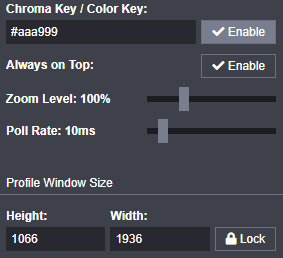 Chroma Key / Color Key:
#aaa999 Enable
Always on Top: Enable
Zoom Level: 100%
Poll Rate: 10ms
Profile Window Size
Height: Width:
1066 1936 Lock